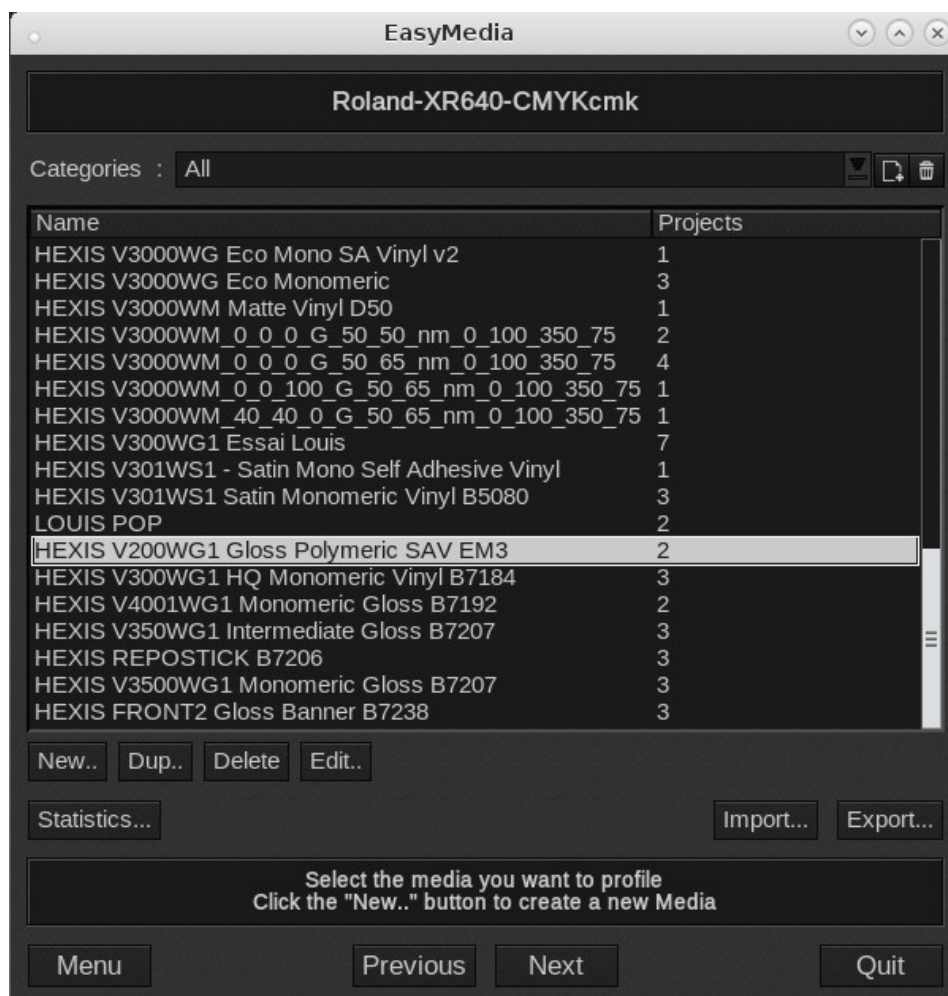 EasyMedia
Roland-XR640-CMYKcmk
Categories : All
Name Projects
HEXIS V3000WG Eco Mono SA Vinyl v2 1
HEXIS V3000WG Eco Monomeric 3
HEXIS V3000WM Matte Vinyl D50 1
HEXIS V3000WM_0_0_0_G_50_50_nm_0_100_350_75 2
HEXIS V3000WM_0_0_0_G_50_65_nm_0_100_350_75 4
HEXIS V3000WM_0_0_100_G_50_65_nm_0_100_350_75 1
HEXIS V3000WM_40_40_0_G_50_65_nm_0_100_350_75 1
HEXIS V300WG1 Essai Louis 7
HEXIS V301WS1 - Satin Mono Self Adhesive Vinyl 1
HEXIS V301WS1 Satin Monomeric Vinyl B5080 3
LOUIS POP 2
HEXIS V200WG1 Gloss Polymeric SAV EM3 2
HEXIS V300WG1 HQ Monomeric Vinyl B7184 3
HEXIS V4001WG1 Monomeric Gloss B7192 2
HEXIS V350WG1 Intermediate Gloss B7207 3
HEXIS REPOSTICK B7206 3
HEXIS V3500WG1 Monomeric Gloss B7207 3
HEXIS FRONT2 Gloss Banner B7238 3
New.. Dup.. Delete Edit..
Statistics... Import... Export...
Select the media you want to profile
Click the "New.." button to create a new Media
Menu Previous Next Quit